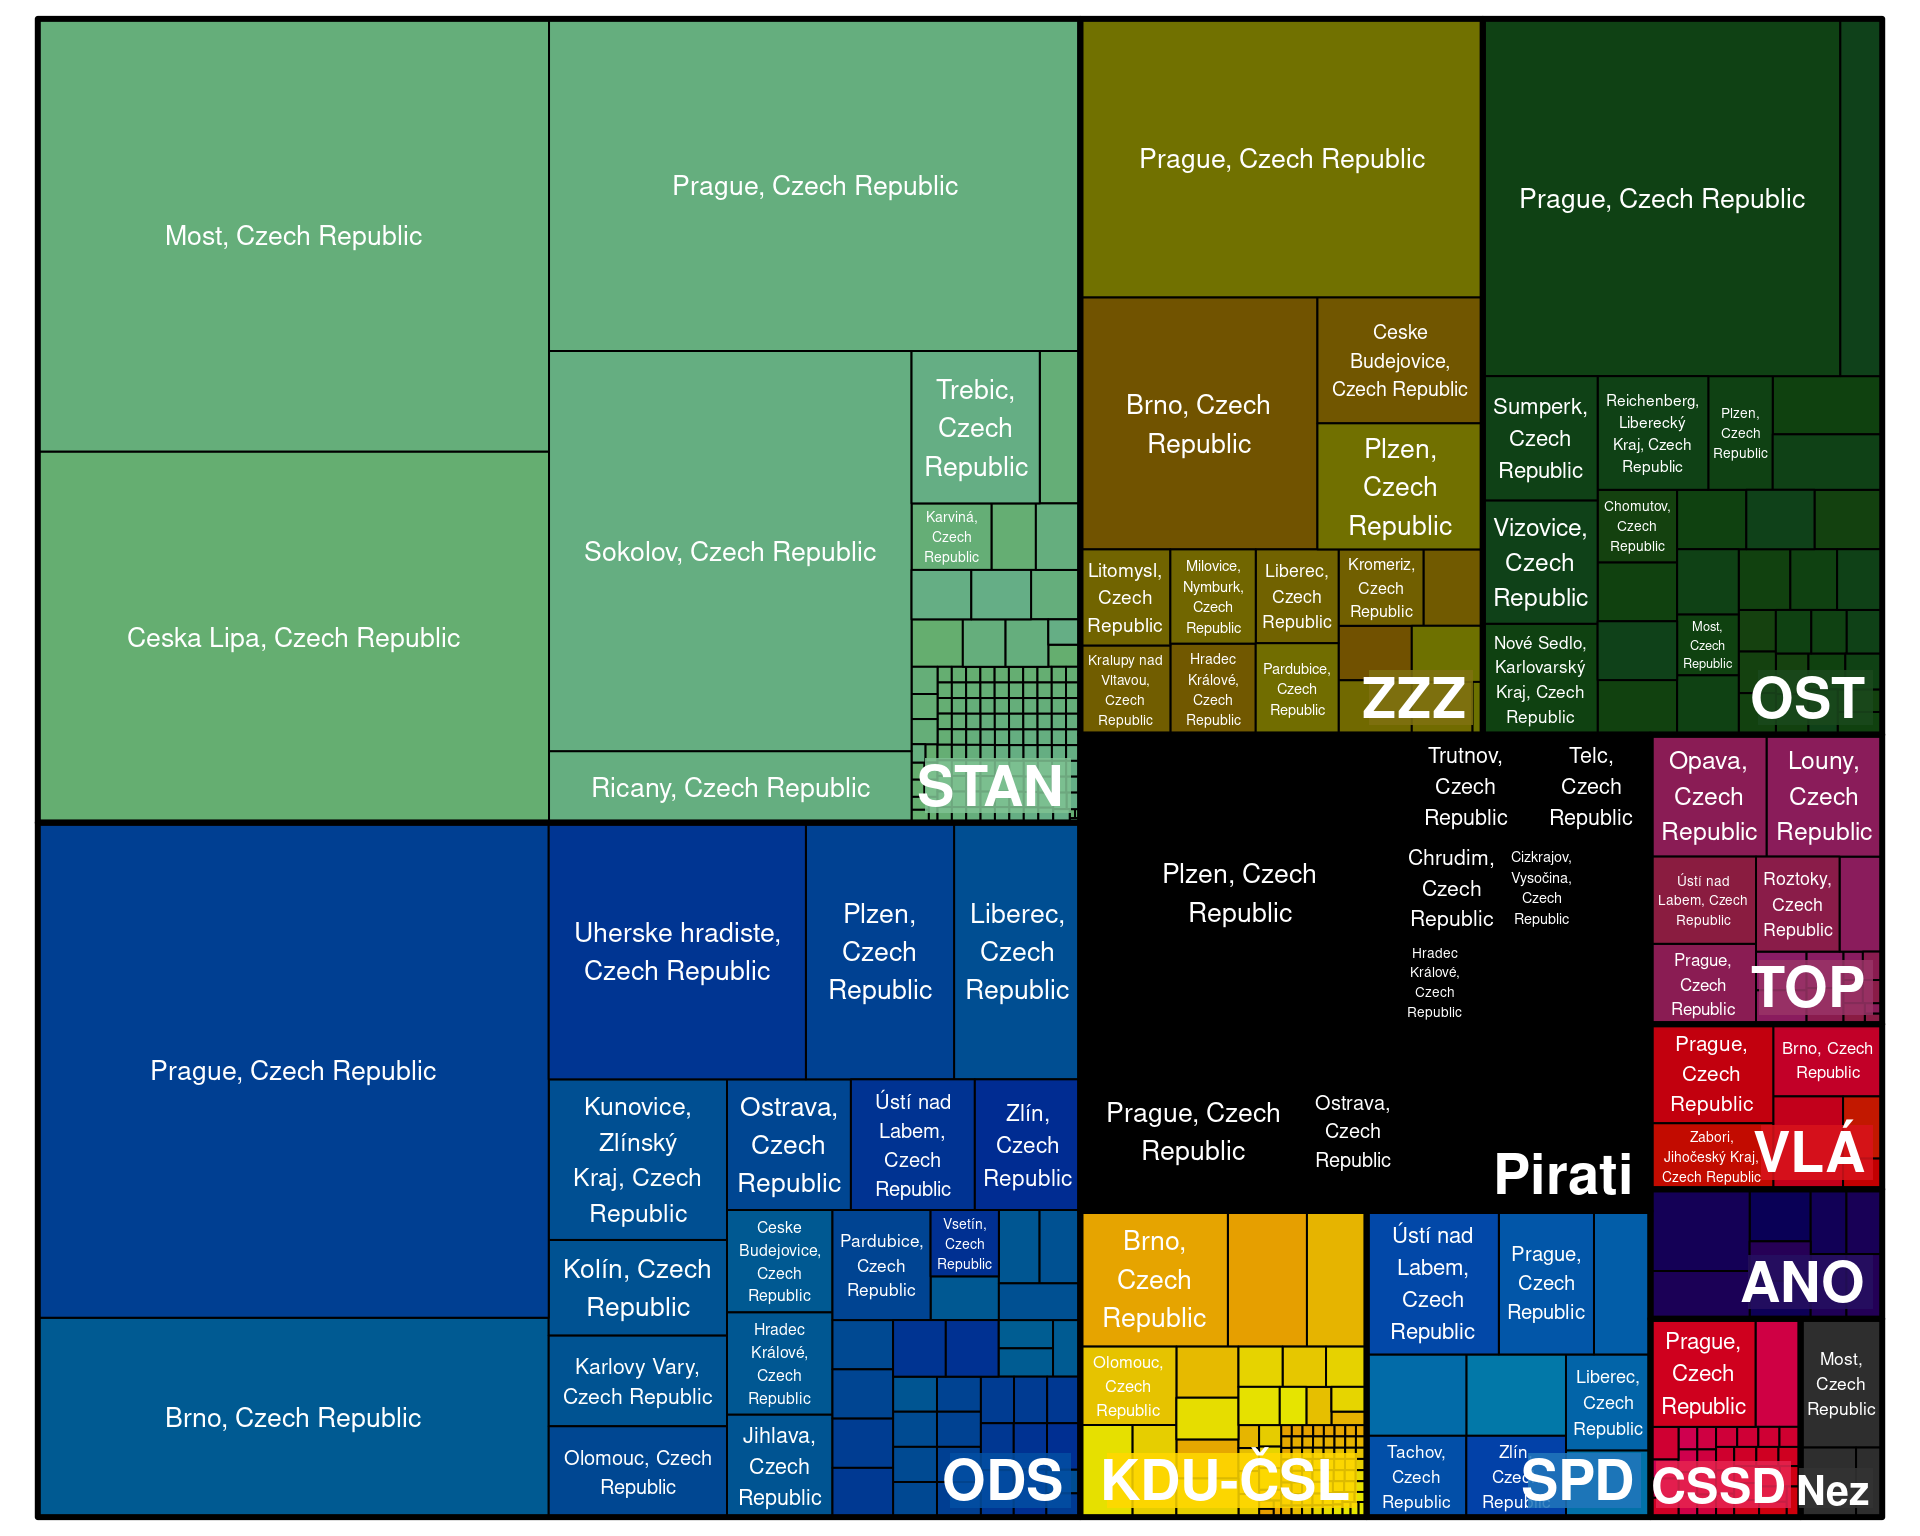 Most, Czech Republic
Prague, Czech Republic
Ceska Lipa, Czech Republic
Sokolov, Czech Republic
Trebic,
Czech
Republic
Karviná,
Czech
Republic
Ricany, Czech Republic
STAN
Prague, Czech Republic
Brno, Czech
Republic
Ceske
Budejovice,
Czech Republic
Plzen,
Czech
Republic
Litomysl,
Czech
Republic
Milovice,
Nymburk,
Czech
Republic
Liberec,
Czech
Republic
Kromeriz,
Czech
Republic
Kralupy nad
Vltavou,
Czech
Republic
Hradec
Králové,
Czech
Republic
Pardubice,
Czech
Republic
ZZZ
Prague, Czech Republic
Sumperk,
Czech
Republic
Reichenberg,
Liberecký
Kraj, Czech
Republic
Plzen,
Czech
Republic
Vizovice,
Czech
Republic
Chomutov,
Czech
Republic
Nové Sedlo,
Karlovarský
Kraj, Czech
Republic
Most,
Czech
Republic
OST
Prague, Czech Republic
Brno, Czech Republic
Uherske hradiste,
Czech Republic
Plzen,
Czech
Republic
Liberec,
Czech
Republic
Kunovice,
Zlínský
Kraj, Czech
Republic
Ostrava,
Czech
Republic
Ústí nad
Labem,
Czech
Republic
Zlín,
Czech
Republic
Kolín, Czech
Republic
Karlovy Vary,
Czech Republic
Olomouc, Czech
Republic
Ceske
Budejovice,
Czech
Republic
Pardubice,
Czech
Republic
Vsetín,
Czech
Republic
Hradec
Králové,
Czech
Republic
Jihlava,
Czech
Republic
ODS
Plzen, Czech
Republic
Trutnov,
Czech
Republic
Telc,
Czech
Republic
Chrudim,
Czech
Republic
Cizkrajov,
Vysočina,
Czech
Republic
Hradec
Králové,
Czech
Republic
Prague, Czech
Republic
Ostrava,
Czech
Republic
Pirati
Opava,
Czech
Republic
Louny,
Czech
Republic
Ústí nad
Labem, Czech
Republic
Roztoky,
Czech
Republic
Prague,
Czech
Republic
TOP
Prague,
Czech
Republic
Brno, Czech
Republic
Zabori,
Jihočeský Kraj,
Czech Republic
VLÁ
ANO
Brno,
Czech
Republic
Olomouc,
Czech
Republic
KDU-ČSL
Ústí nad
Labem,
Czech
Republic
Prague,
Czech
Republic
Liberec,
Czech
Republic
Tachov,
Czech
Republic
Zlín
SPD
Prague,
Czech
Republic
CSSD
Most,
Czech
Republic
Nez